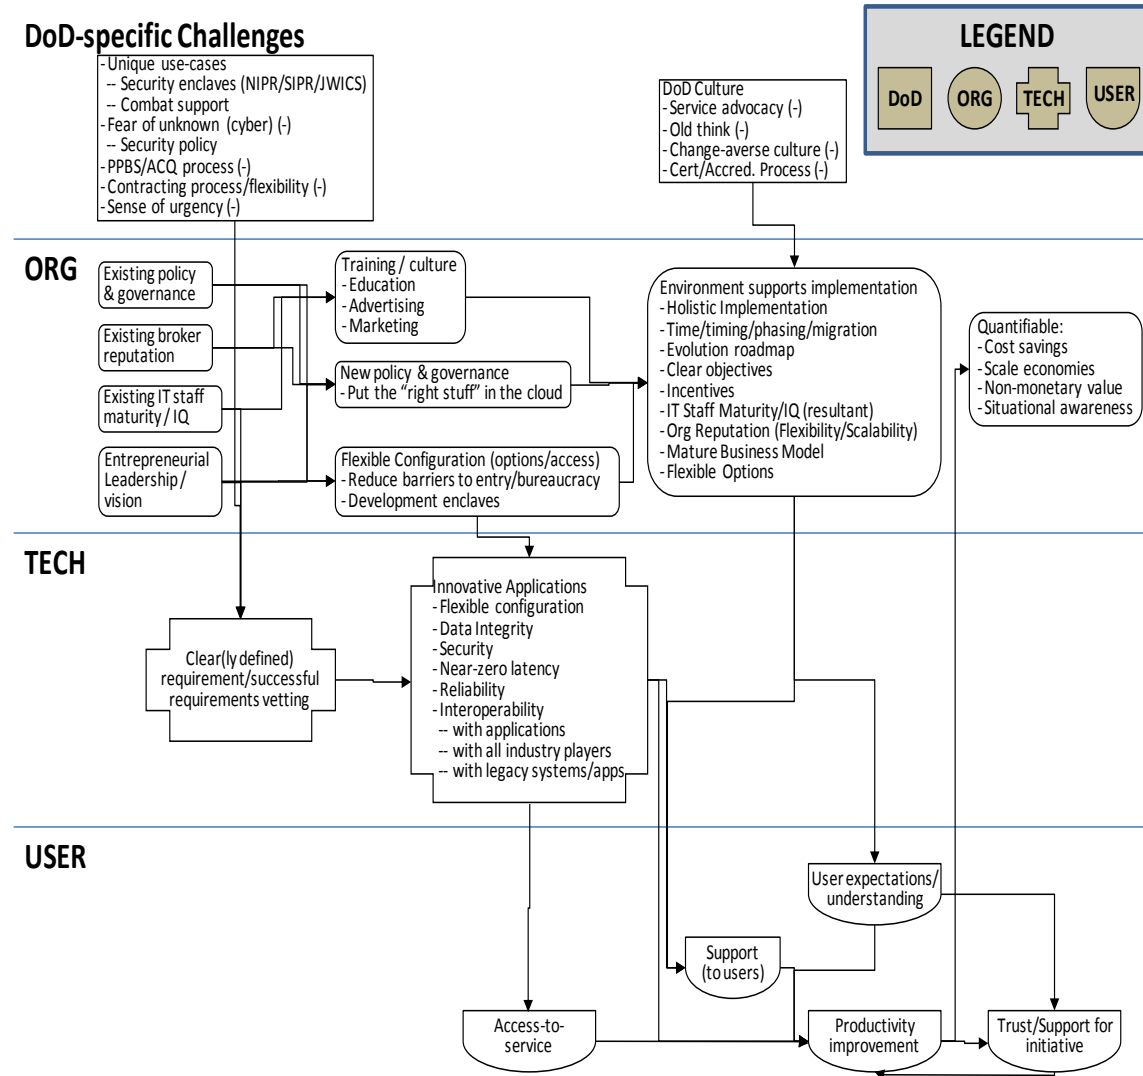 DoD-specific Challenges
- Unique use-cases
-- Security enclaves (NIPR/SIPR/JWICS)
-- Combat support
- Fear of unknown (cyber) (-)
-- Security policy
- PPBS/ACQ process (-)
- Contracting process/flexibility (-)
- Sense of urgency (-)
DoD Culture
- Service advocacy (-)
- Old think (-)
- Change-averse culture (-)
- Cert/Accred. Process (-)
LEGEND
DoD
ORG
TECH
USER
ORG
Existing policy
& governance
Existing broker
reputation
Existing IT staff
maturity / IQ
Entrepreneurial
Leadership /
vision
Training / culture
- Education
- Advertising
- Marketing
New policy & governance
- Put the “right stuff” in the cloud
Flexible Configuration (options/access)
- Reduce barriers to entry/bureaucracy
- Development enclaves
Environment supports implementation
- Holistic Implementation
- Time/timing/phasing/migration
- Evolution roadmap
- Clear objectives
- Incentives
- IT Staff Maturity/IQ (resultant)
- Org Reputation (Flexibility/Scalability)
- Mature Business Model
- Flexible Options
Quantifiable:
- Cost savings
- Scale economies
- Non-monetary value
- Situational awareness
TECH
Clear(ly defined)
requirement/successful
requirements vetting
Innovative Applications
- Flexible configuration
- Data Integrity
- Security
- Near-zero latency
- Reliability
- Interoperability
-- with applications
-- with all industry players
-- with legacy systems/apps
USER
User expectations/
understanding
Support
(to users)
Access-to-
service
Productivity
improvement
Trust/Support for
initiative